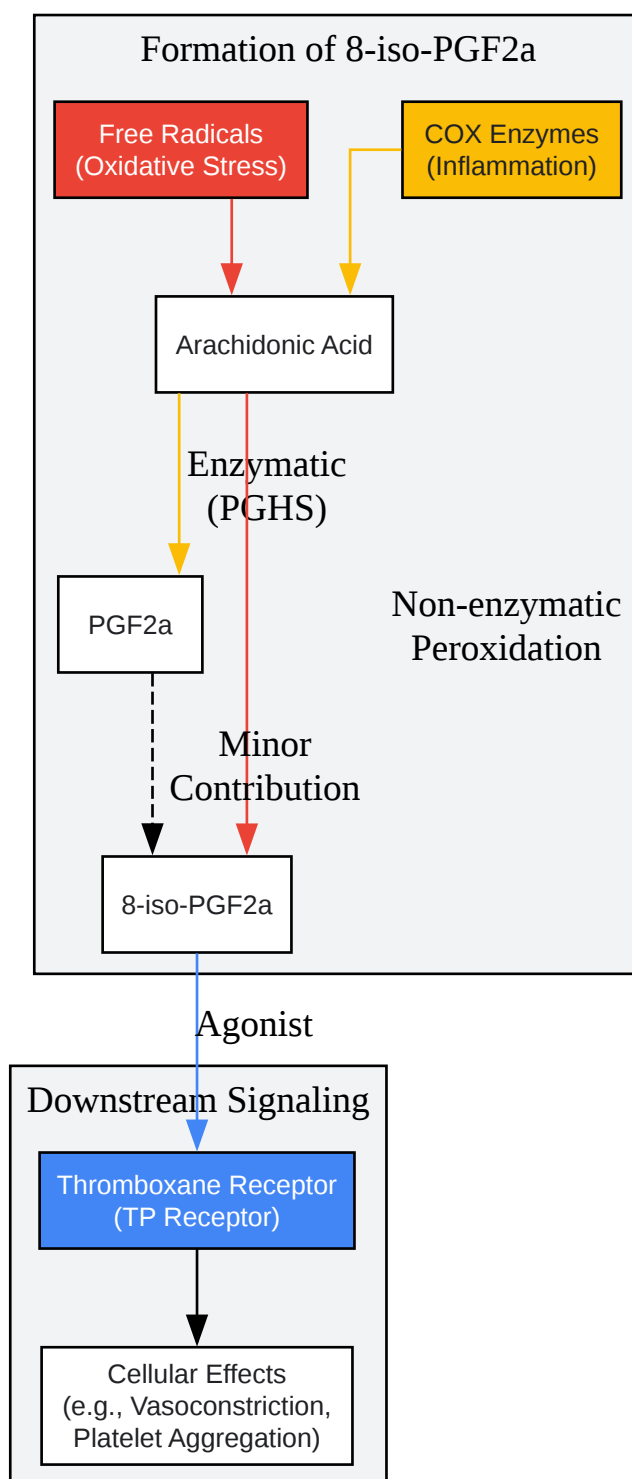 Formation of 8-iso-PGF2a
Free Radicals
(Oxidative Stress)
COX Enzymes
(Inflammation)
Arachidonic Acid
Enzymatic
(PGHS)
PGF2a
Non-enzymatic
Peroxidation
Minor
Contribution
8-iso-PGF2a
Agonist
Downstream Signaling
Thromboxane Receptor
(TP Receptor)
Cellular Effects
(e.g., Vasoconstriction,
Platelet Aggregation)